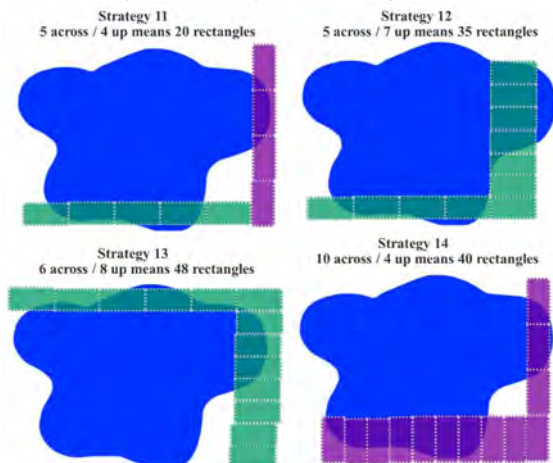 Strategy 11
5 across / 4 up means 20 rectangles
Strategy 12
5 across / 7 up means 35 rectangles
Strategy 13
6 across / 8 up means 48 rectangles
Strategy 14
10 across / 4 up means 40 rectangles